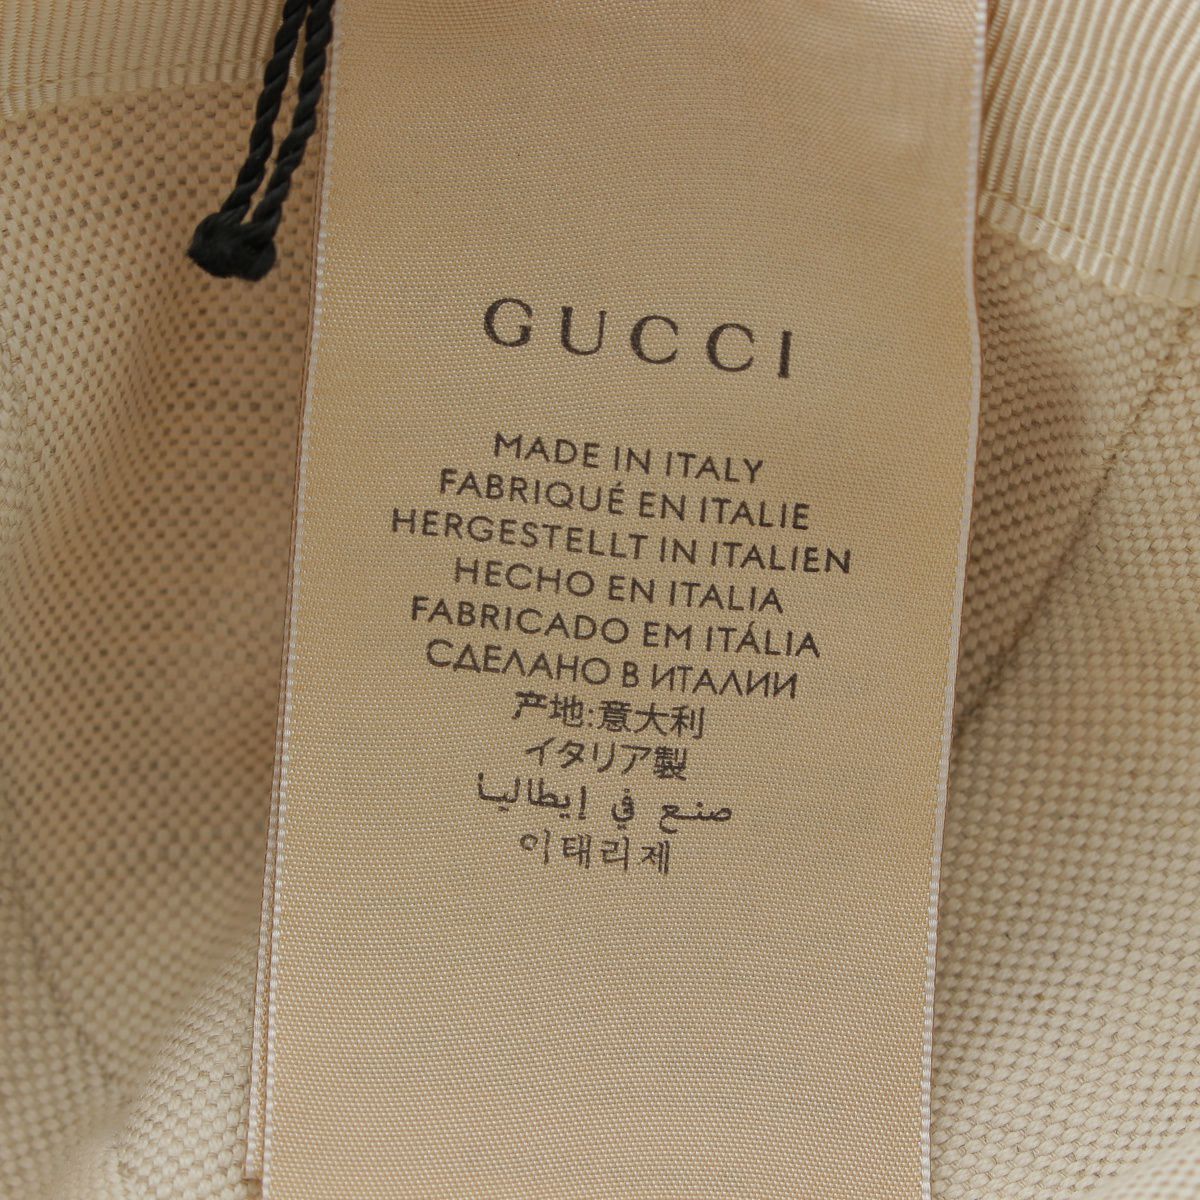 GUCCI
MADE IN ITALY
FABRIQUÉ EN ITALIE
HERGESTELLT IN ITALIEN
HECHO EN ITALIA
FABRICADO EM ITÁLIA
СДЕЛАНО В ИТАЛИИ
产地:意大利
イタリア製
صنع في إيطاليا
이태리제